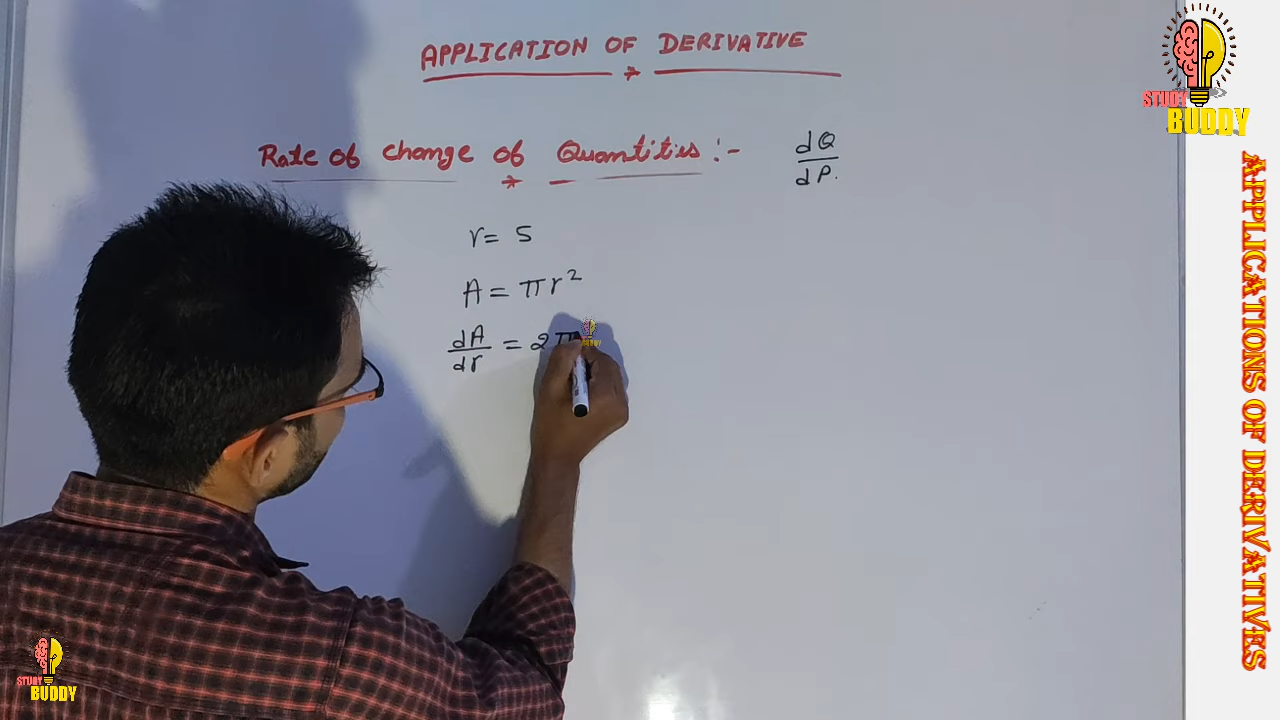 APPLICATION OF DERIVATIVE
Rate of change of Quantities :- dQ/dP.
r = 5
A = πr²
dA/dr = 2π
STUDY
BUDDY
APPLICATIONS OF DERIVATIVES
STUDY
BUDDY